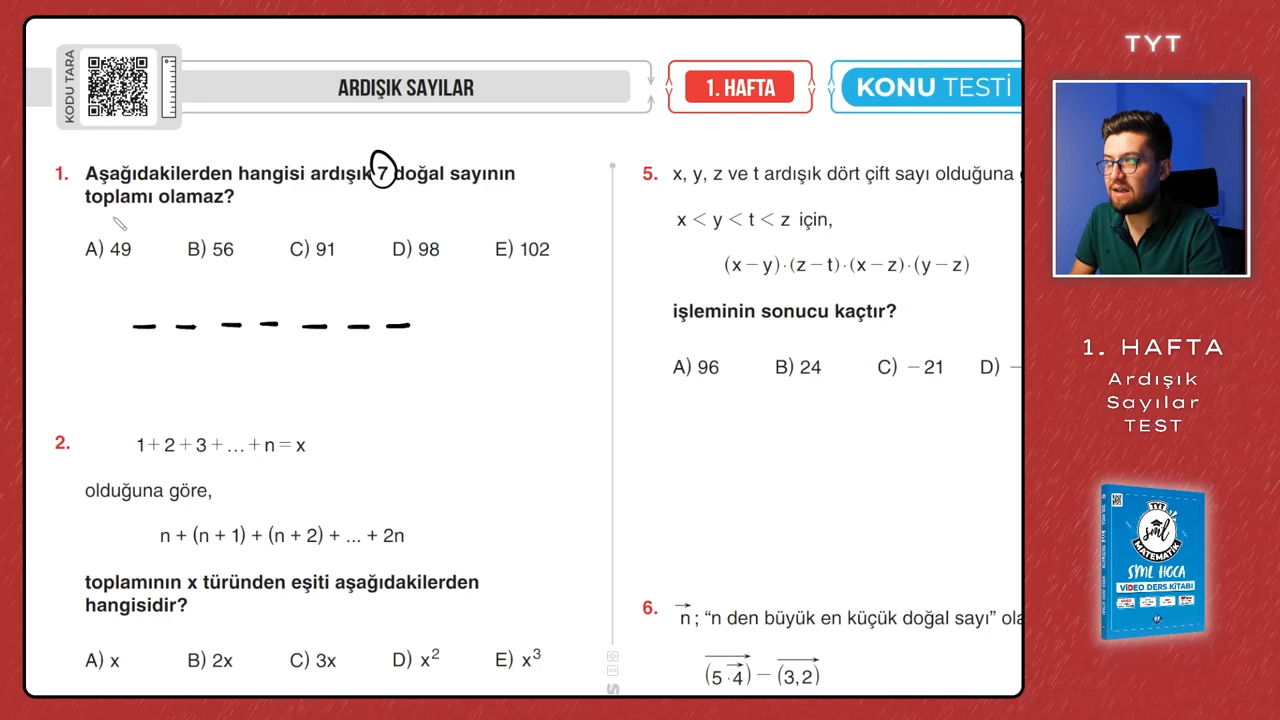 KODU TARA
ARDIŞIK SAYILAR
1. HAFTA
KONU TESTİ
1. Aşağıdakilerden hangisi ardışık 7 doğal sayının
toplamı olamaz?
A) 49 B) 56 C) 91 D) 98 E) 102
2. 1 + 2 + 3 + ... + n = x
olduğuna göre,
n + (n + 1) + (n + 2) + ... + 2n
toplamının x türünden eşiti aşağıdakilerden
hangisidir?
A) x B) 2x C) 3x D) x² E) x³
5. x, y, z ve t ardışık dört çift sayı olduğuna
x < y < t < z için,
(x − y)·(z − t)·(x − z)·(y − z)
işleminin sonucu kaçtır?
A) 96 B) 24 C) −21 D) −
6. n; “n den büyük en küçük doğal sayı” ola
(5·4) − (3,2)
TYT
1. HAFTA
Ardışık
Sayılar
TEST
TYT
sml
MATEMATİK
SML HOCA
VİDEO DERS KİTABI